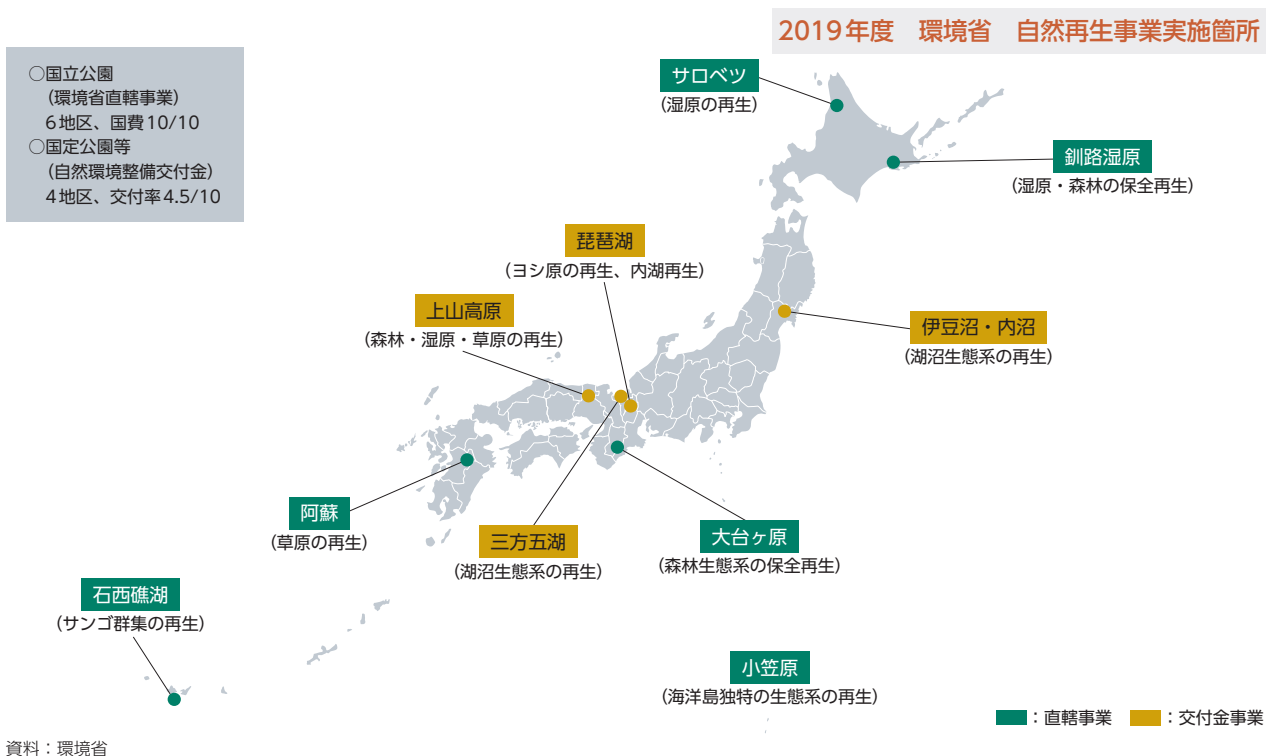 2019年度　環境省　自然再生事業実施箇所
○国立公園
(環境省直轄事業)
6地区、国費10/10
○国定公園等
(自然環境整備交付金)
4地区、交付率4.5/10
サロベツ
(湿原の再生)
釧路湿原
(湿原・森林の保全再生)
琵琶湖
(ヨシ原の再生、内湖再生)
上山高原
(森林・湿原・草原の再生)
伊豆沼・内沼
(湖沼生態系の再生)
阿蘇
(草原の再生)
三方五湖
(湖沼生態系の再生)
大台ヶ原
(森林生態系の保全再生)
石西礁湖
(サンゴ群集の再生)
小笠原
(海洋島独特の生態系の再生)
：直轄事業　：交付金事業
資料：環境省